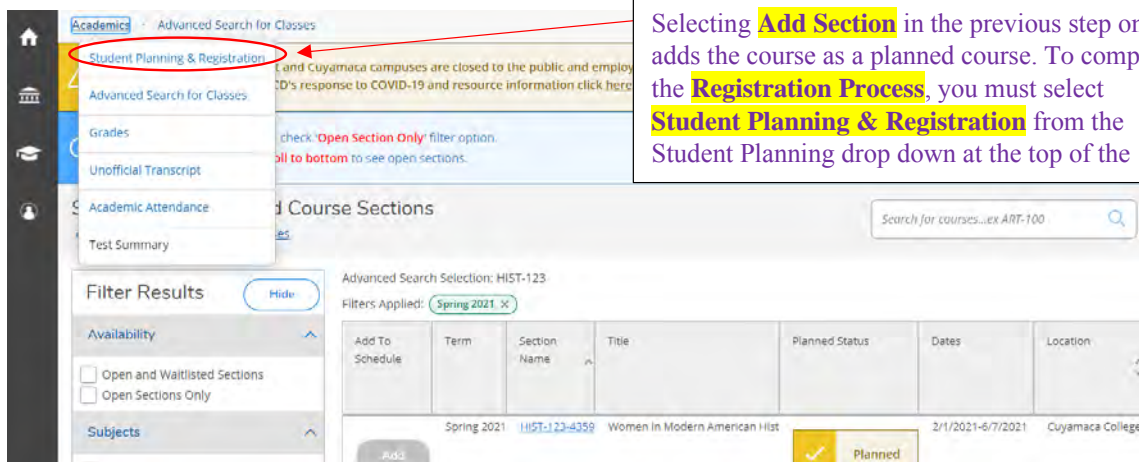 Academics · Advanced Search for Classes
Selecting Add Section in the previous step
adds the course as a planned course. To
the Registration Process, you must select
Student Planning & Registration from the
Student Planning drop down at the top of the
Student Planning & Registration
Advanced Search for Classes
Grades
Unofficial Transcript
Academic Attendance
Test Summary
and Cuyamaca campuses are closed to the public and
CD's response to COVID-19 and resource information click here
check 'Open Section Only' filter option.
to bottom to see open sections.
Course Sections
Search for courses...ex ART-100
Filter Results
Hide
Availability
Open and Waitlisted Sections
Open Sections Only
Subjects
Advanced Search Selection: HIST-123
Filters Applied: Spring 2021 ×
Add To Schedule Term Section Name Title Planned Status Dates Location
Spring 2021 HIST-123-4359 Women in Modern American Hist 2/1/2021-6/7/2021 Cuyamaca College
Add
Planned